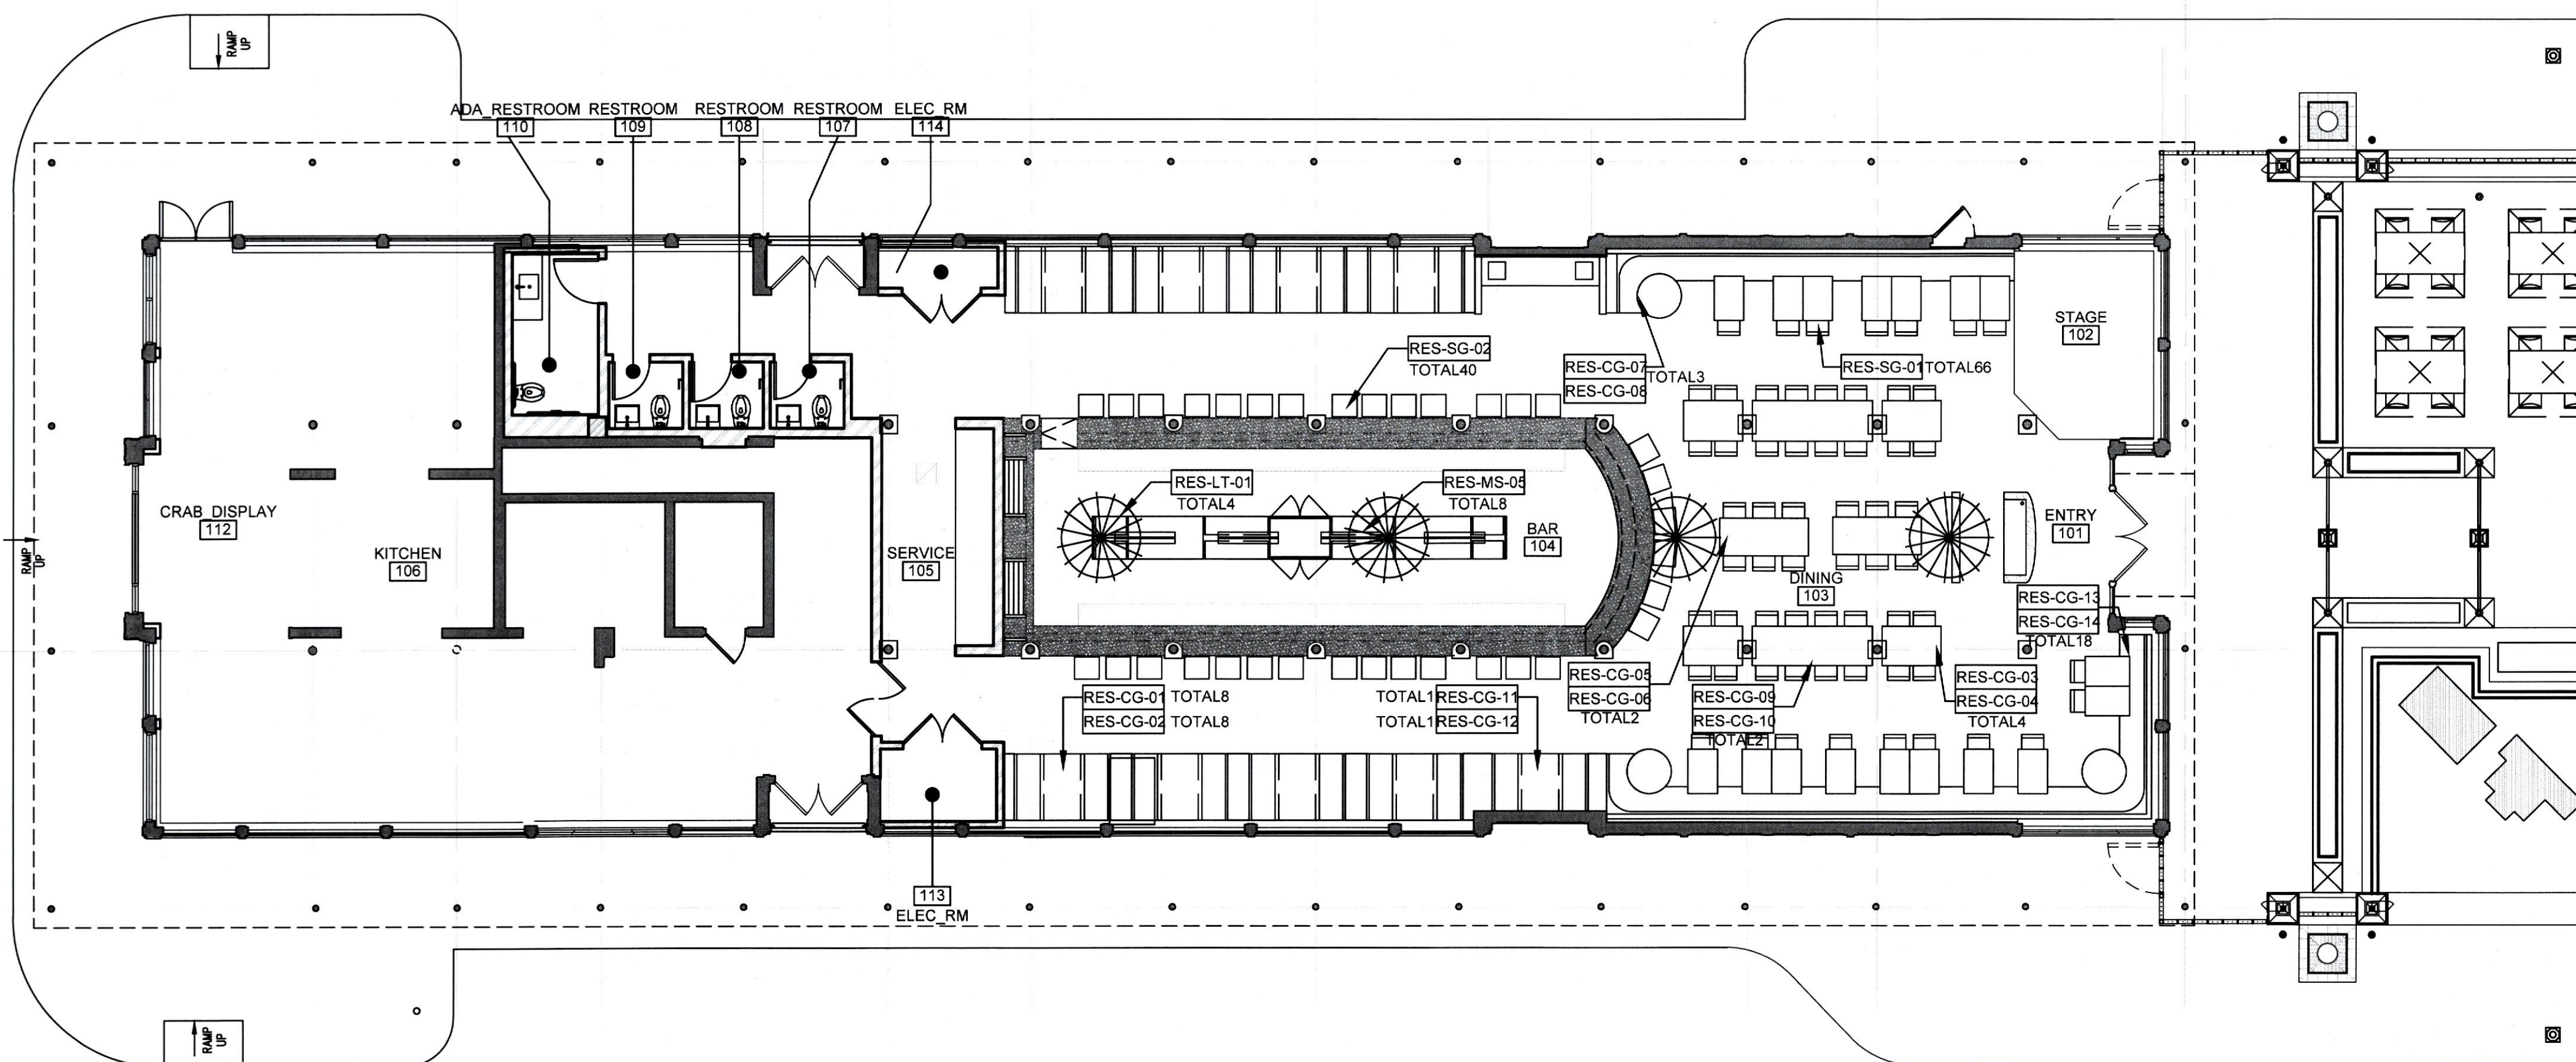 RAMP
UP
ADA_RESTROOM
110
RESTROOM
109
RESTROOM
108
RESTROOM
107
ELEC_RM
114
STAGE
102
RES-SG-02
TOTAL40
RES-CG-07
RES-CG-08
TOTAL3
RES-SG-01
TOTAL66
RES-LT-01
TOTAL4
RES-MS-05
TOTAL8
CRAB_DISPLAY
112
RAMP
UP
KITCHEN
106
SERVICE
105
BAR
104
ENTRY
101
DINING
103
RES-CG-13
RES-CG-14
TOTAL18
RES-CG-01 TOTAL8
RES-CG-02 TOTAL8
TOTAL1 RES-CG-11
TOTAL1 RES-CG-12
RES-CG-05
RES-CG-06
TOTAL2
RES-CG-09
RES-CG-10
TOTAL2
RES-CG-03
RES-CG-04
TOTAL4
113
ELEC_RM
RAMP
UP